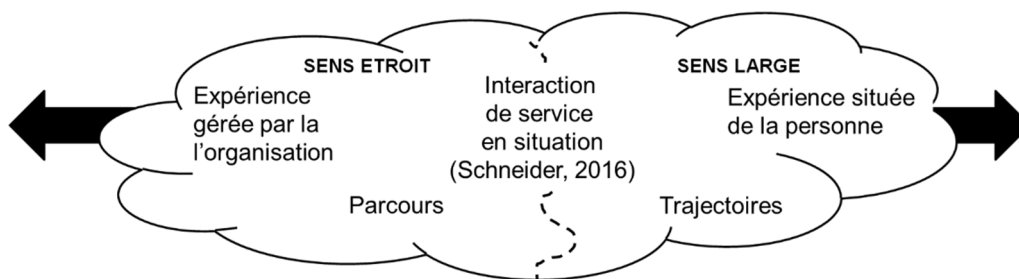 SENS ETROIT
Expérience
gérée par la
l'organisation
Interaction
de service
en situation
(Schneider, 2016)
SENS LARGE
Expérience située
de la personne
Parcours
Trajectoires